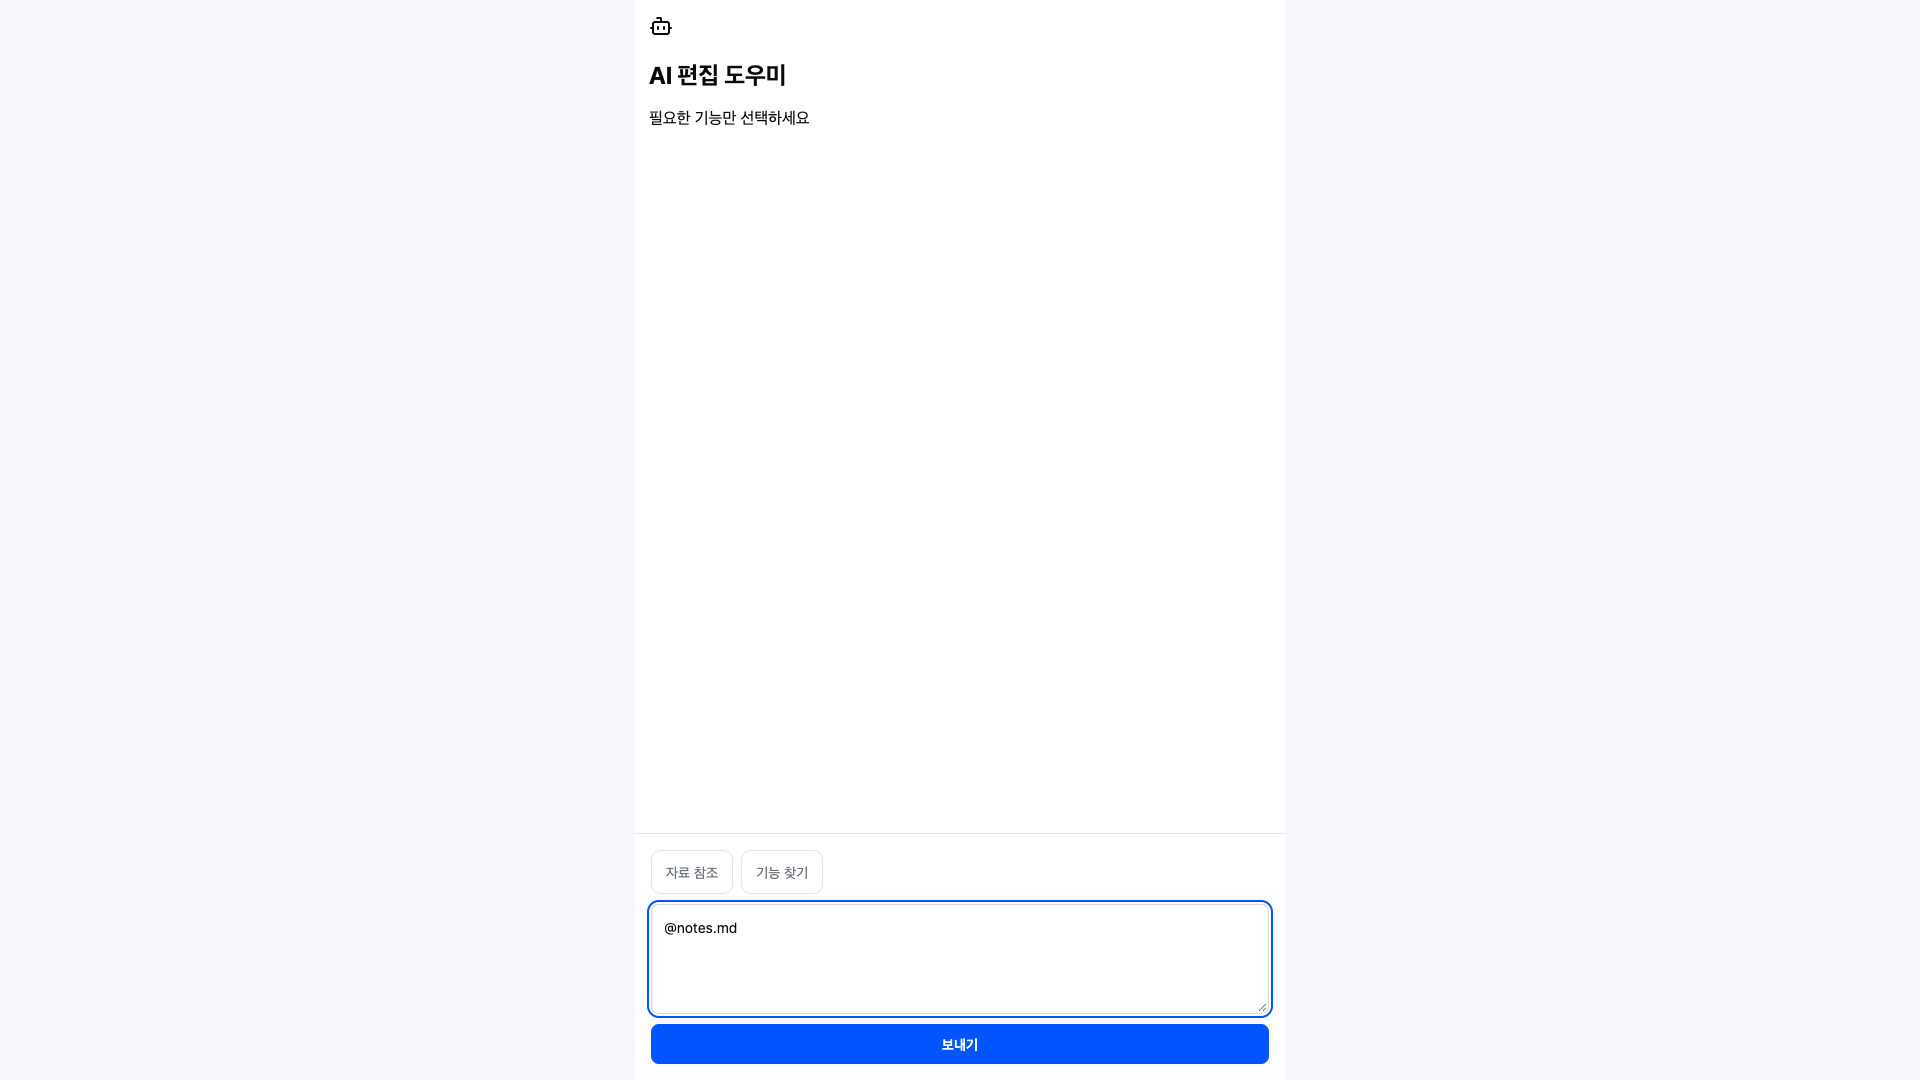 AI 편집 도우미
필요한 기능만 선택하세요
자료 참조
기능 찾기
@notes.md
보내기